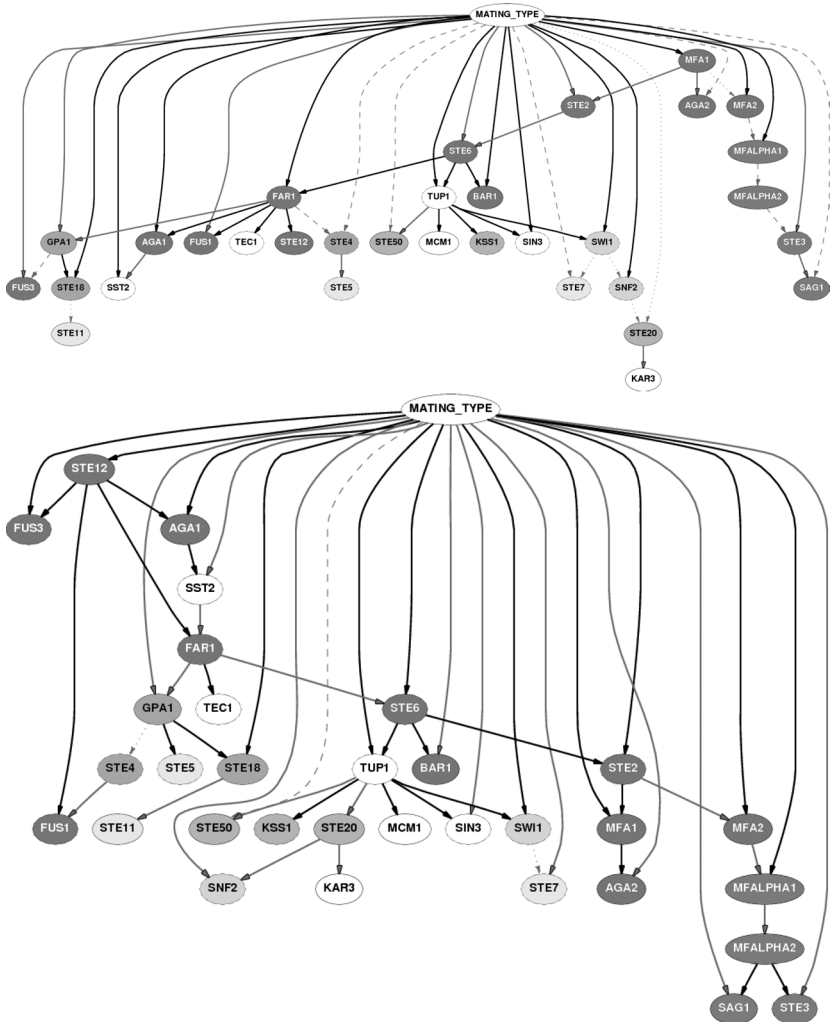 MATING_TYPE
MFA1
STE2 AGA2 MFA2
STE6 MFALPHA1
FAR1 TUP1 BAR1 MFALPHA2
GPA1 AGA1 FUS1 TEC1 STE12 STE4 STE50 MCM1 KSS1 SIN3 SWI1 STE3
FUS3 STE18 SST2 STE5 STE7 SNF2 SAG1
STE11 STE20
KAR3
MATING_TYPE
STE12
FUS3 AGA1
SST2
FAR1
GPA1 TEC1 STE6
STE4 STE5 STE18 TUP1 BAR1 STE2
FUS1 STE11 STE50 KSS1 STE20 MCM1 SIN3 SWI1 MFA1 MFA2
SNF2 KAR3 STE7 AGA2 MFALPHA1
MFALPHA2
SAG1 STE3